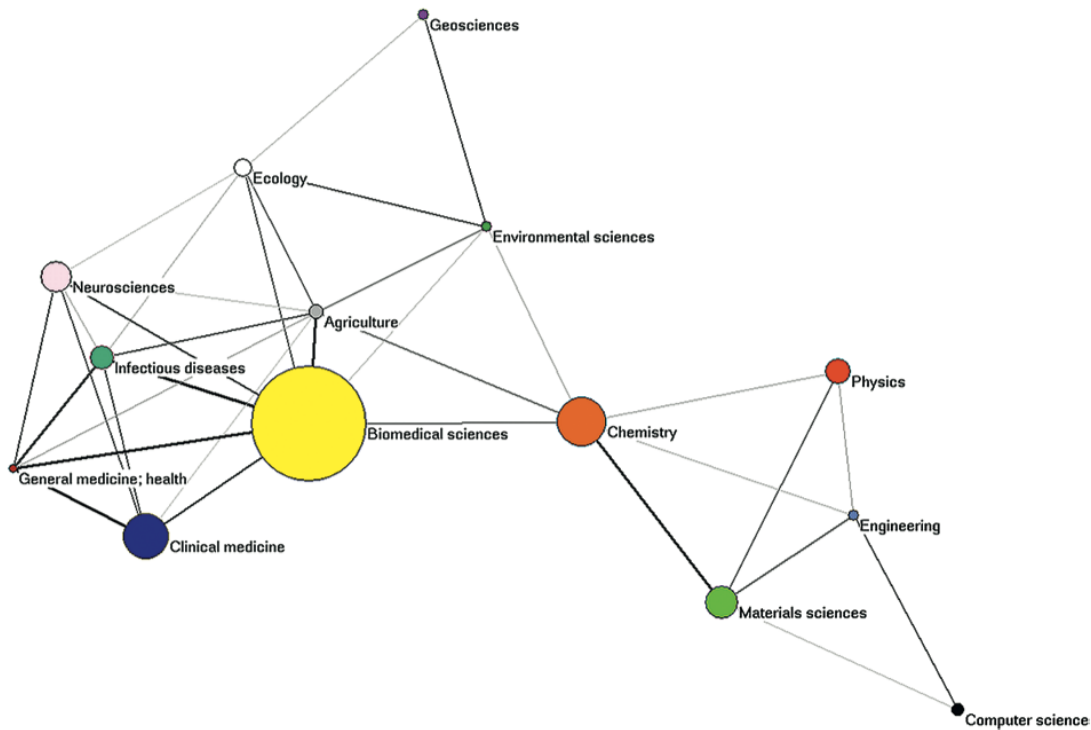 Geosciences
Ecology
Environmental sciences
Neurosciences
Agriculture
Infectious diseases
Physics
Biomedical sciences
Chemistry
General medicine; health
Engineering
Clinical medicine
Materials sciences
Computer science